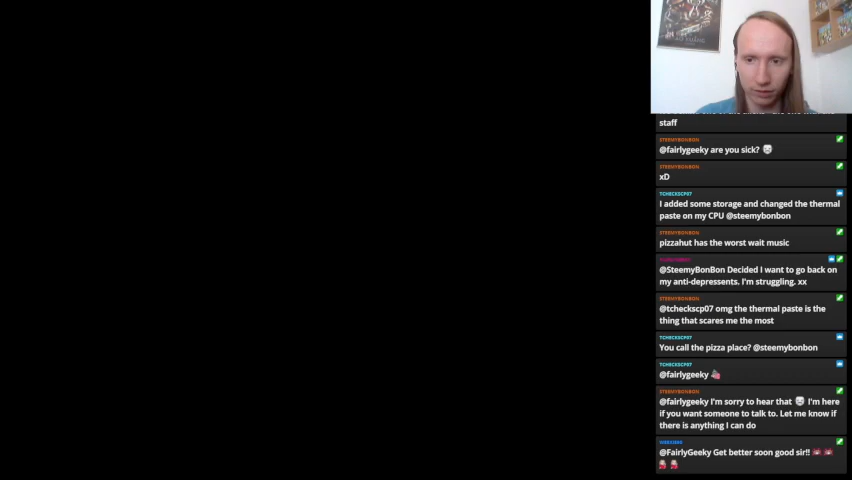 staff
STEEMYBONBON
@fairlygeeky are you sick?
STEEMYBONBON
xD
TCHECKSCP07
I added some storage and changed the thermal
paste on my CPU @steemybonbon
STEEMYBONBON
pizzahut has the worst wait music
@SteemyBonBon Decided I want to go back on
my anti-depressents. I'm struggling. xx
STEEMYBONBON
@tcheckscp07 omg the thermal paste is the
thing that scares me the most
TCHECKSCP07
You call the pizza place? @steemybonbon
TCHECKSCP07
@fairlygeeky
STEEMYBONBON
@fairlygeeky I'm sorry to hear that I'm here
if you want someone to talk to. Let me know if
there is anything I can do
@FairlyGeeky Get better soon good sir!!